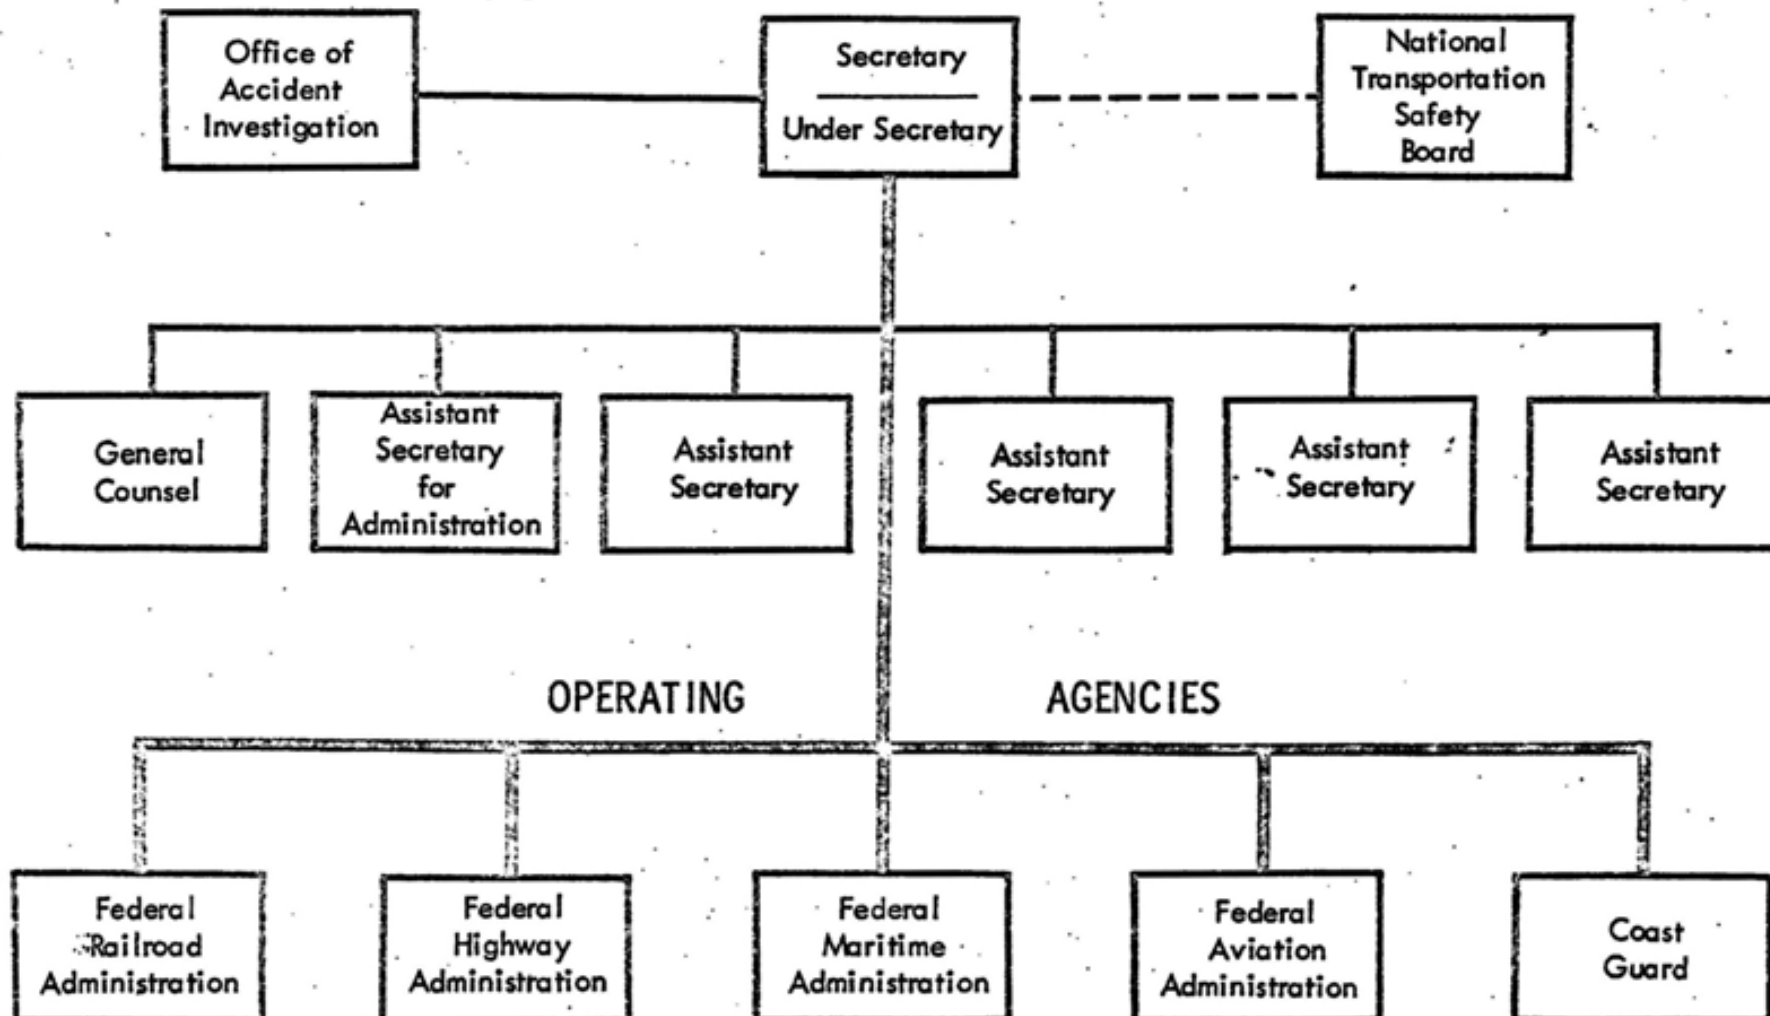 Office of
Accident
Investigation
Secretary
Under Secretary
National
Transportation
Safety
Board
General
Counsel
Assistant
Secretary
for
Administration
Assistant
Secretary
Assistant
Secretary
Assistant
Secretary
Assistant
Secretary
OPERATING AGENCIES
Federal
Railroad
Administration
Federal
Highway
Administration
Federal
Maritime
Administration
Federal
Aviation
Administration
Coast
Guard